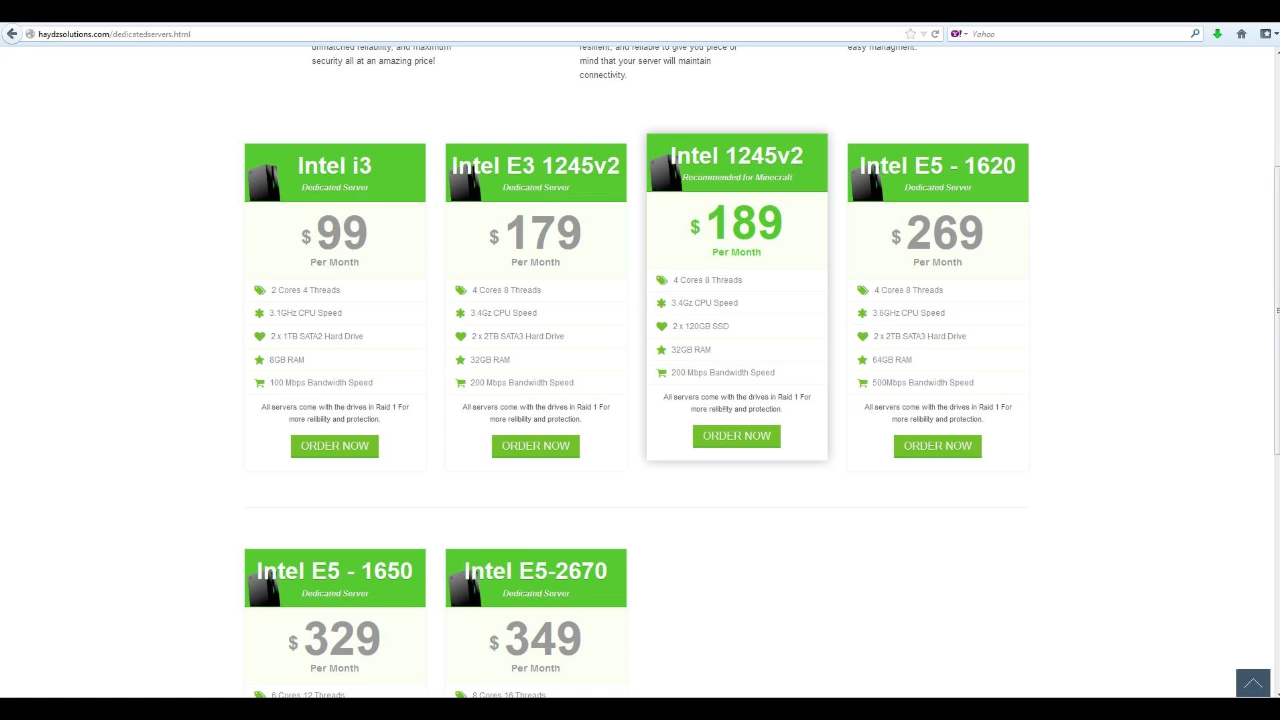 haydzsolutions.com/dedicatedservers.html
Yahoo
unmatched reliability, and maximum
security all at an amazing price!
resilient, and reliable to give you piece or
mind that your server will maintain
connectivity.
easy managment.
Intel i3
Dedicated Server
$ 99
Per Month
2 Cores 4 Threads
3.1GHz CPU Speed
2 x 1TB SATA2 Hard Drive
8GB RAM
100 Mbps Bandwidth Speed
All servers come with the drives in Raid 1 For
more relibility and protection.
ORDER NOW
Intel E3 1245v2
Dedicated Server
$ 179
Per Month
4 Cores 8 Threads
3.4Gz CPU Speed
2 x 2TB SATA3 Hard Drive
32GB RAM
200 Mbps Bandwidth Speed
All servers come with the drives in Raid 1 For
more relibility and protection.
ORDER NOW
Intel 1245v2
Recommended for Minecraft
$ 189
Per Month
4 Cores 8 Threads
3.4Gz CPU Speed
2 x 120GB SSD
32GB RAM
200 Mbps Bandwidth Speed
All servers come with the drives in Raid 1 For
more relibility and protection.
ORDER NOW
Intel E5 - 1620
Dedicated Server
$ 269
Per Month
4 Cores 8 Threads
3.6GHz CPU Speed
2 x 2TB SATA3 Hard Drive
64GB RAM
500Mbps Bandwidth Speed
All servers come with the drives in Raid 1 For
more relibility and protection.
ORDER NOW
Intel E5 - 1650
Dedicated Server
$ 329
Per Month
6 Cores 12 Threads
Intel E5-2670
Dedicated Server
$ 349
Per Month
8 Cores 16 Threads